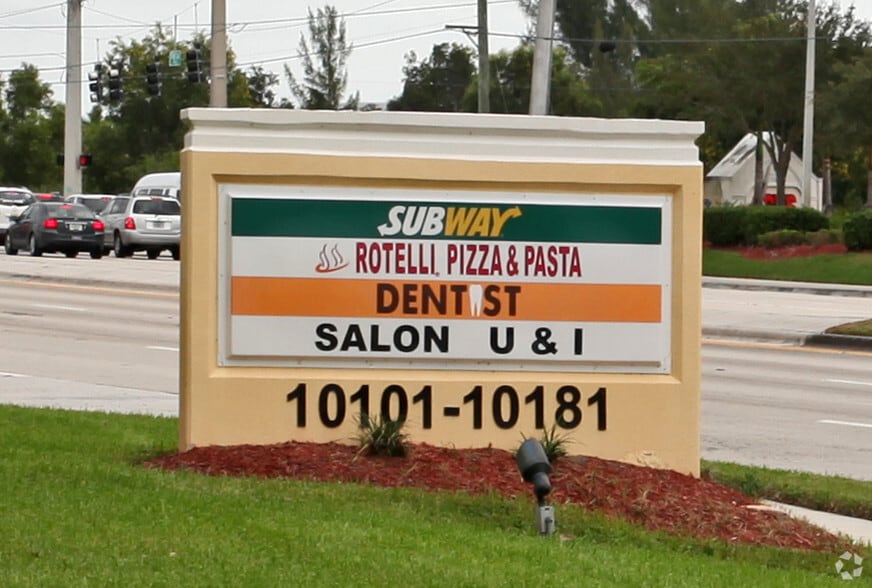 SUBWAY
ROTELLI PIZZA & PASTA
DENTIST
SALON U & I
10101-10181